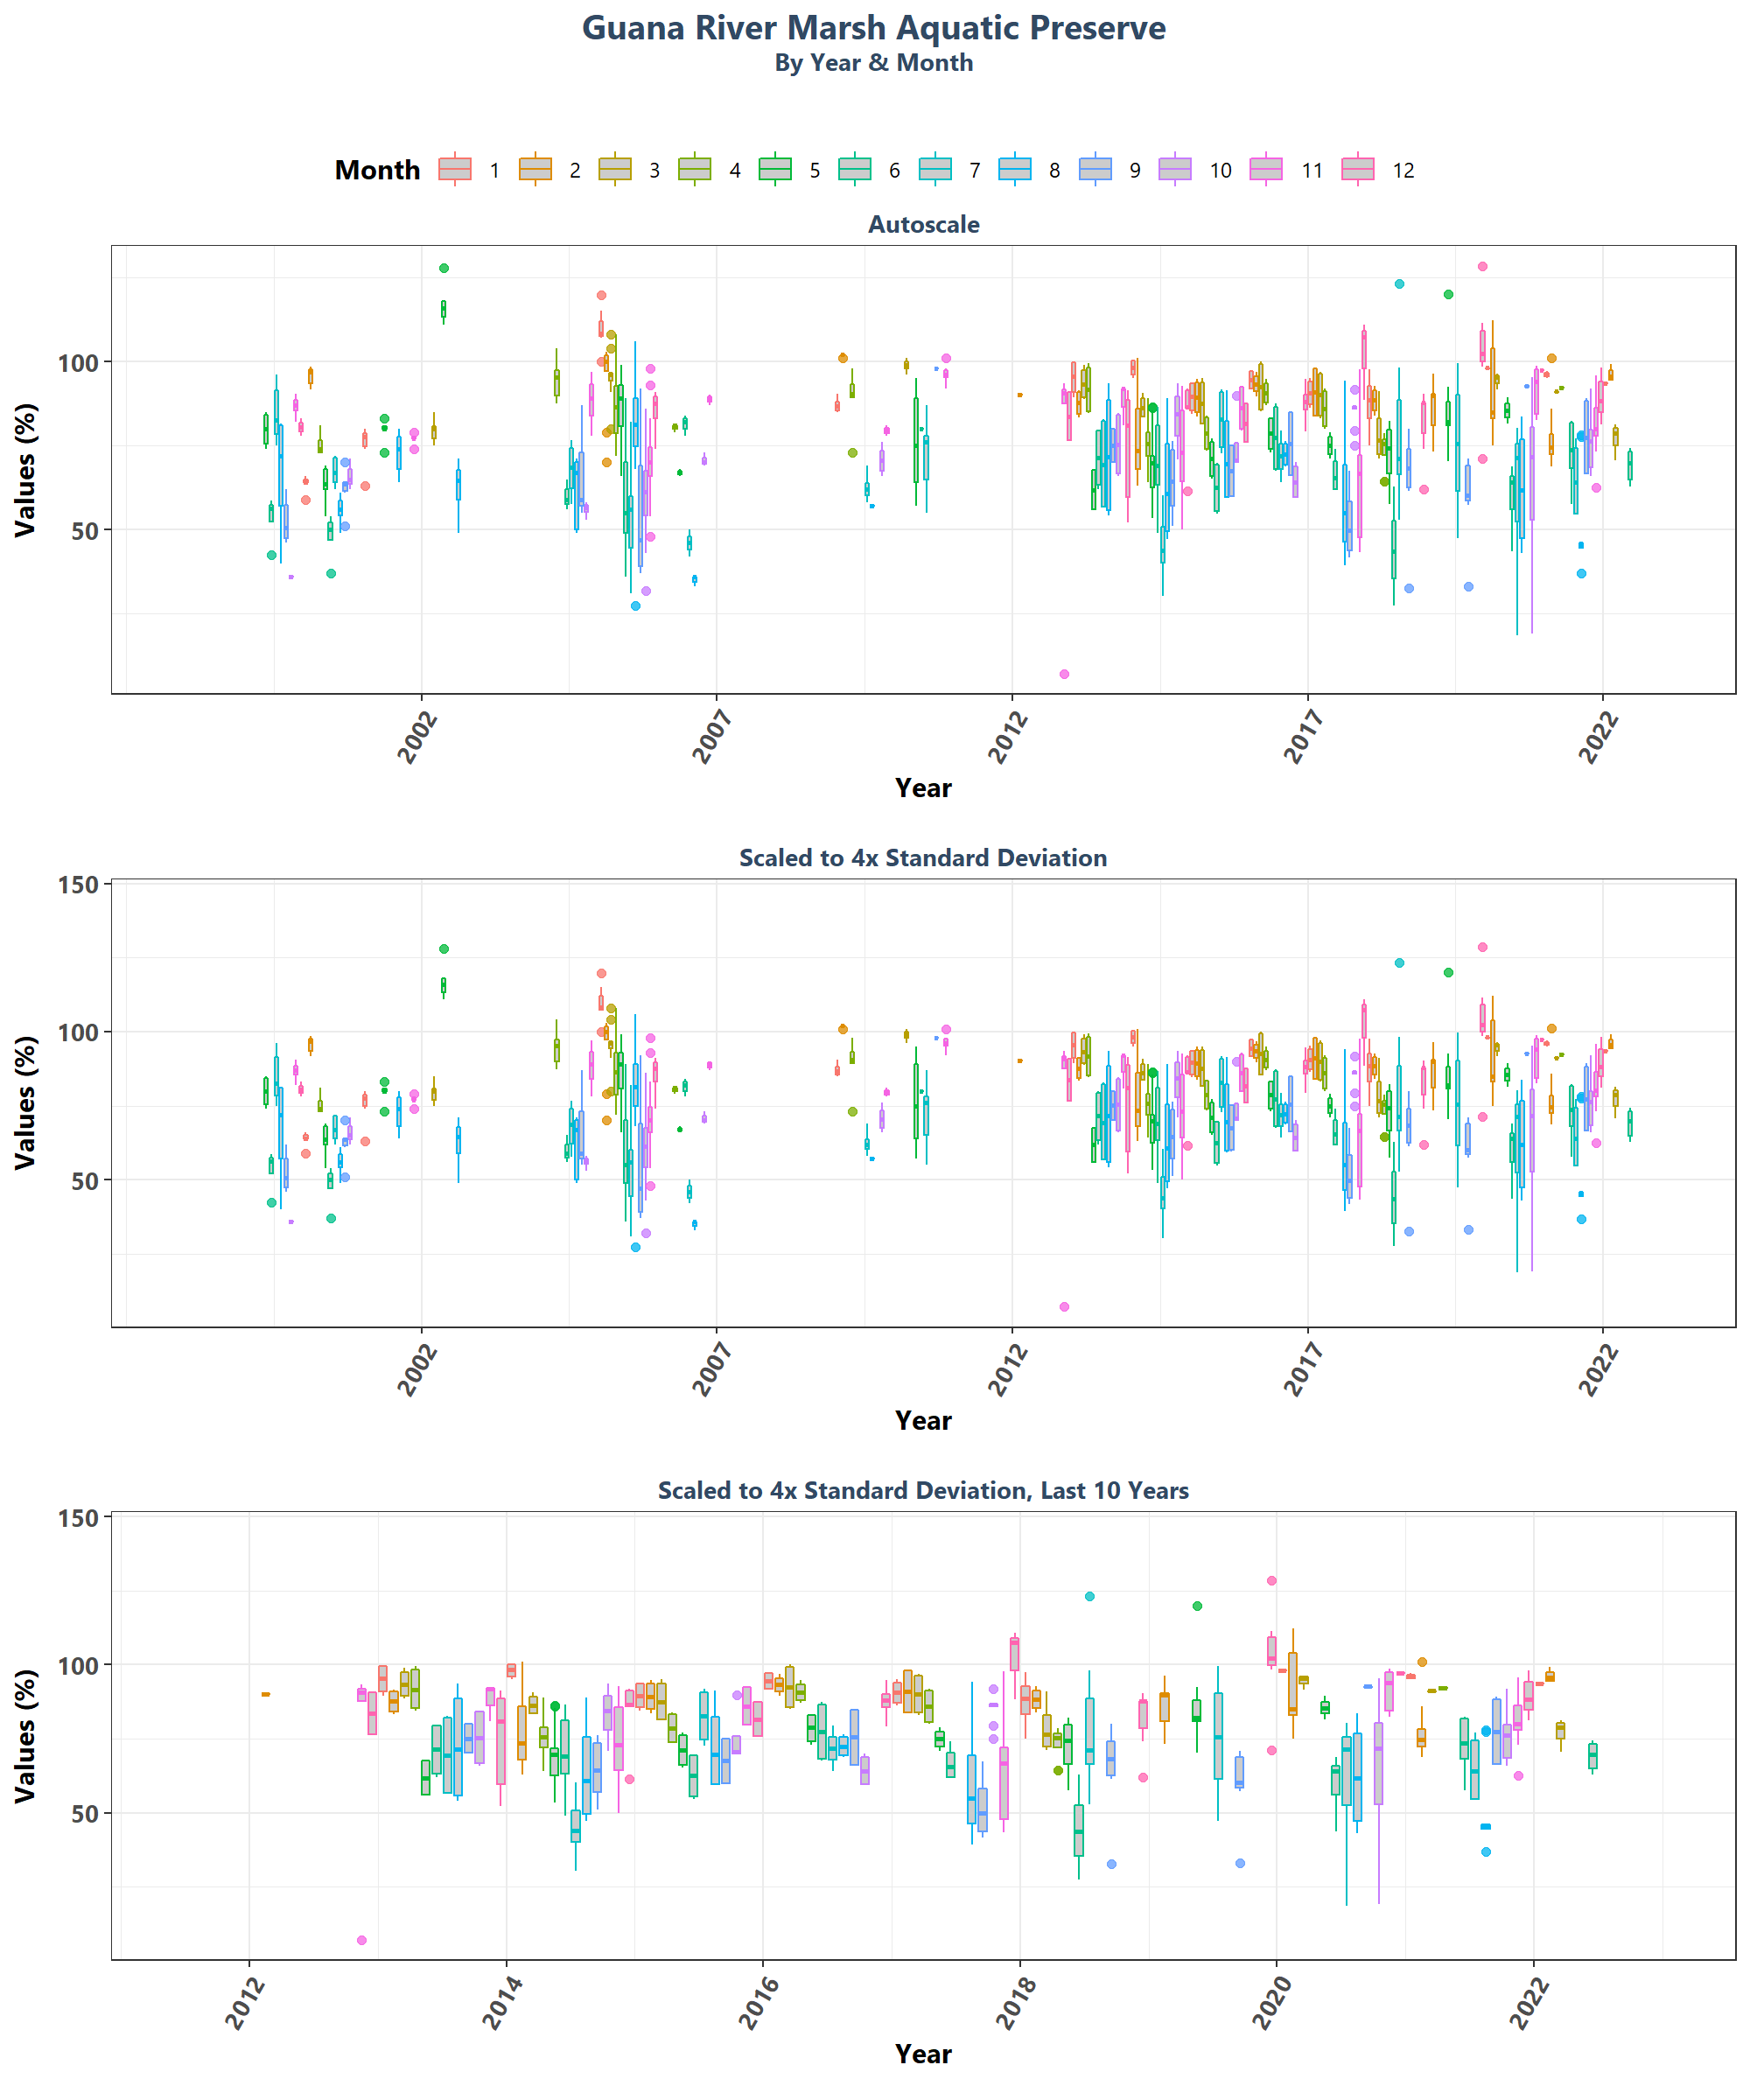 Guana River Marsh Aquatic Preserve
By Year & Month
Month 1 2 3 4 5 6 7 8 9 10 11 12
Autoscale
100
50
Values (%)
2002 2007 2012 2017 2022
Year
Scaled to 4x Standard Deviation
150
100
50
Values (%)
2002 2007 2012 2017 2022
Year
Scaled to 4x Standard Deviation, Last 10 Years
150
100
50
Values (%)
2012 2014 2016 2018 2020 2022
Year